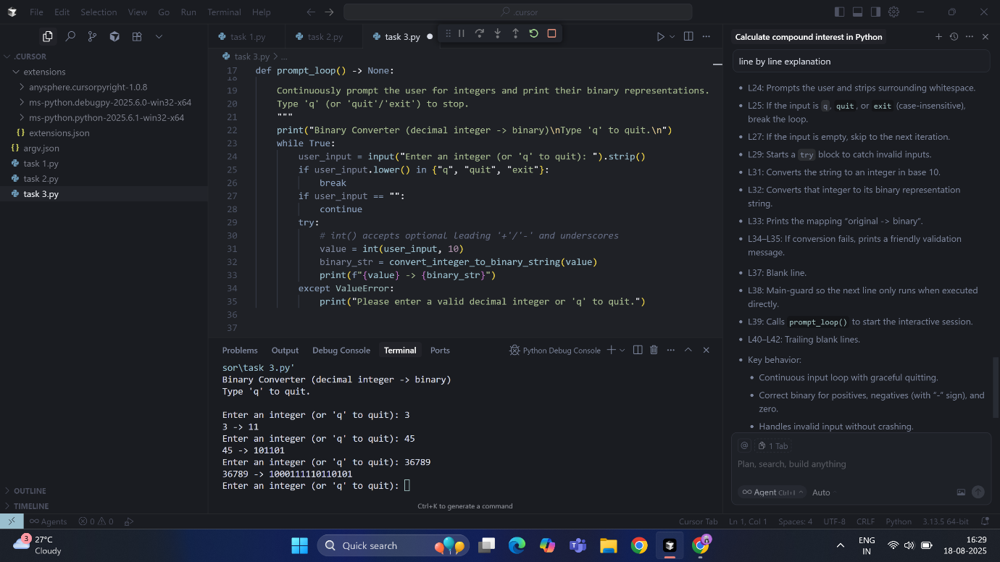 File Edit Selection View Go Run Terminal Help
.cursor
task 1.py
task 2.py
task 3.py
task 3.py > ...
.CURSOR
extensions
anysphere.cursorpyright-1.0.8
ms-python.debugpy-2025.6.0-win32-x64
ms-python.python-2025.6.1-win32-x64
{} extensions.json
{} argv.json
task 1.py
task 2.py
task 3.py
OUTLINE
TIMELINE
17 def prompt_loop() -> None:
18
19 Continuously prompt the user for integers and print their binary representations.
20 Type 'q' (or 'quit'/'exit') to stop.
21 """
22 print("Binary Converter (decimal integer -> binary)\nType 'q' to quit.\n")
23 while True:
24 user_input = input("Enter an integer (or 'q' to quit): ").strip()
25 if user_input.lower() in {"q", "quit", "exit"}:
26 break
27 if user_input == "":
28 continue
29 try:
30 # int() accepts optional leading '+'/'-' and underscores
31 value = int(user_input, 10)
32 binary_str = convert_integer_to_binary_string(value)
33 print(f"{value} -> {binary_str}")
34 except ValueError:
35 print("Please enter a valid decimal integer or 'q' to quit.")
36
37
Problems Output Debug Console Terminal Ports
Python Debug Console
sor\task 3.py'
Binary Converter (decimal integer -> binary)
Type 'q' to quit.
Enter an integer (or 'q' to quit): 3
3 -> 11
Enter an integer (or 'q' to quit): 45
45 -> 101101
Enter an integer (or 'q' to quit): 36789
36789 -> 1000111110110101
Enter an integer (or 'q' to quit):
Ctrl+K to generate a command
Calculate compound interest in Python
line by line explanation
• L24: Prompts the user and strips surrounding whitespace.
• L25: If the input is q, quit, or exit (case-insensitive),
break the loop.
• L27: If the input is empty, skip to the next iteration.
• L29: Starts a try block to catch invalid inputs.
• L31: Converts the string to an integer in base 10.
• L32: Converts that integer to its binary representation
string.
• L33: Prints the mapping “original -> binary”.
• L34–L35: If conversion fails, prints a friendly validation
message.
• L37: Blank line.
• L38: Main-guard so the next line only runs when executed
directly.
• L39: Calls prompt_loop() to start the interactive session.
• L40–L42: Trailing blank lines.
• Key behavior:
• Continuous input loop with graceful quitting.
• Correct binary for positives, negatives (with “-” sign), and
zero.
• Handles invalid input without crashing.
@ 1 Tab
Plan, search, build anything
Agent Ctrl+I Auto
Agents 0 0
Cursor Tab Ln 1, Col 1 Spaces: 4 UTF-8 CRLF Python 3.13.5 64-bit
3
27°C
Cloudy
Quick search
ENG
IN
16:29
18-08-2025